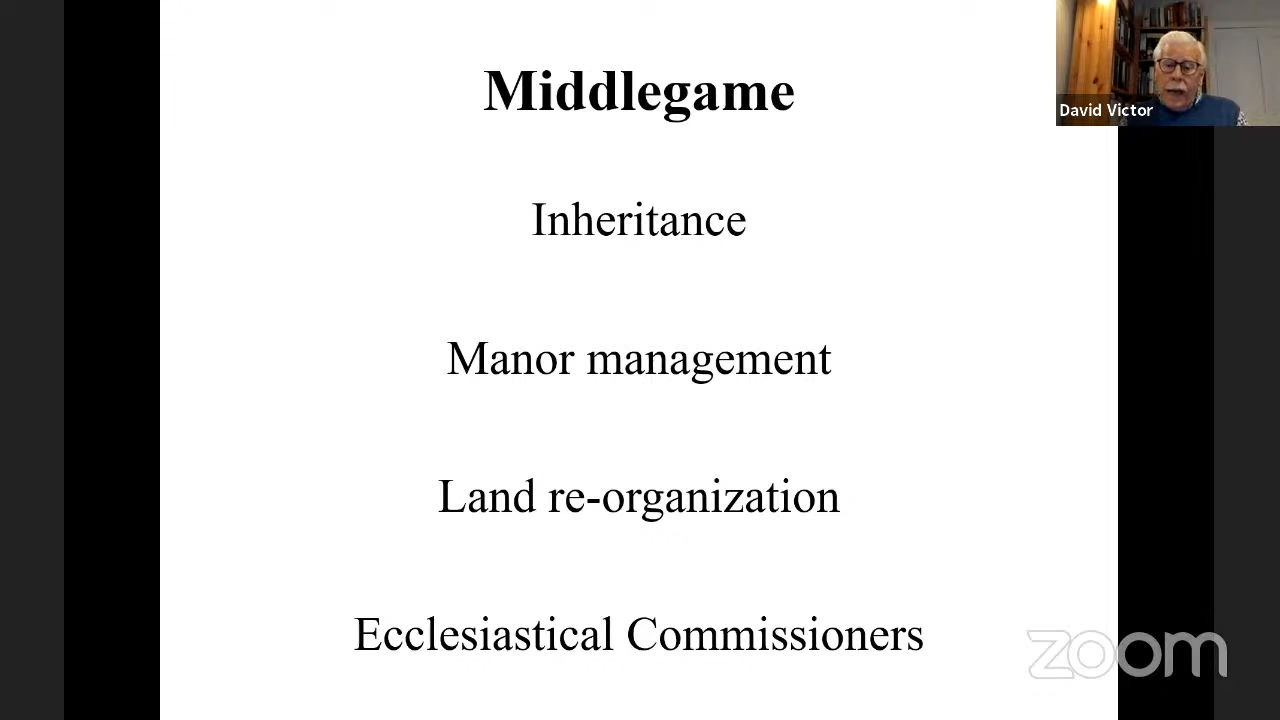 Middlegame
David Victor
Inheritance
Manor management
Land re-organization
Ecclesiastical Commissioners
zoom